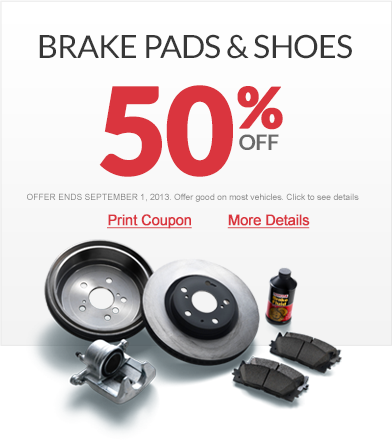 BRAKE PADS & SHOES
50% OFF
OFFER ENDS SEPTEMBER 1, 2013. Offer good on most vehicles. Click to see details
Print Coupon More Details